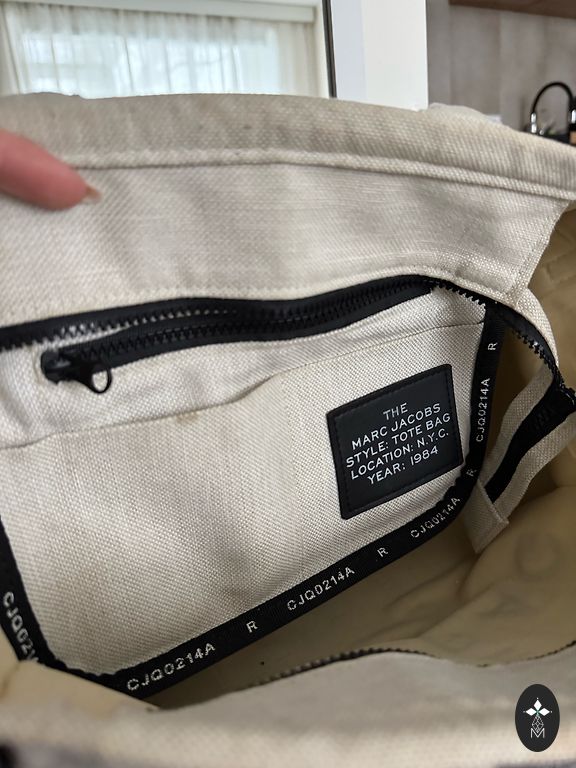 THE
MARC JACOBS
STYLE: TOTE BAG
LOCATION: N.Y.C.
YEAR: 1984
R
CJQ0214A
R
CJQ0214A
R
CJQ0214A
R
CJQ0214A
M